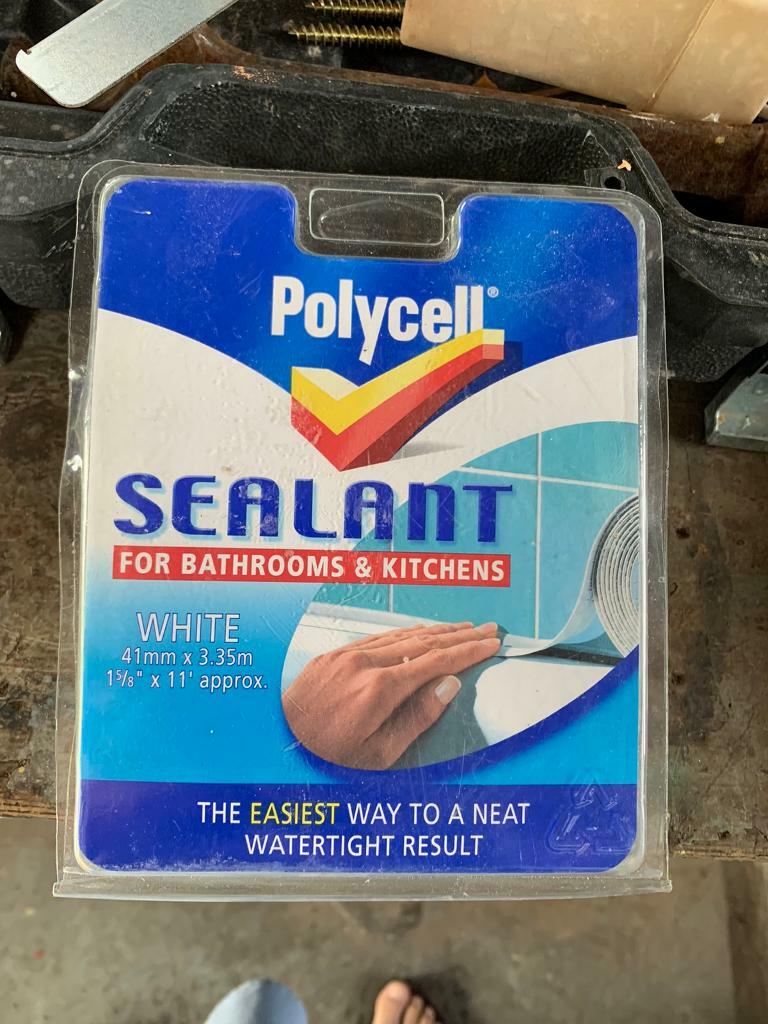 Polycell®
SEALANT
FOR BATHROOMS & KITCHENS
WHITE
41mm x 3.35m
1⅝" x 11' approx.
THE EASIEST WAY TO A NEAT
WATERTIGHT RESULT